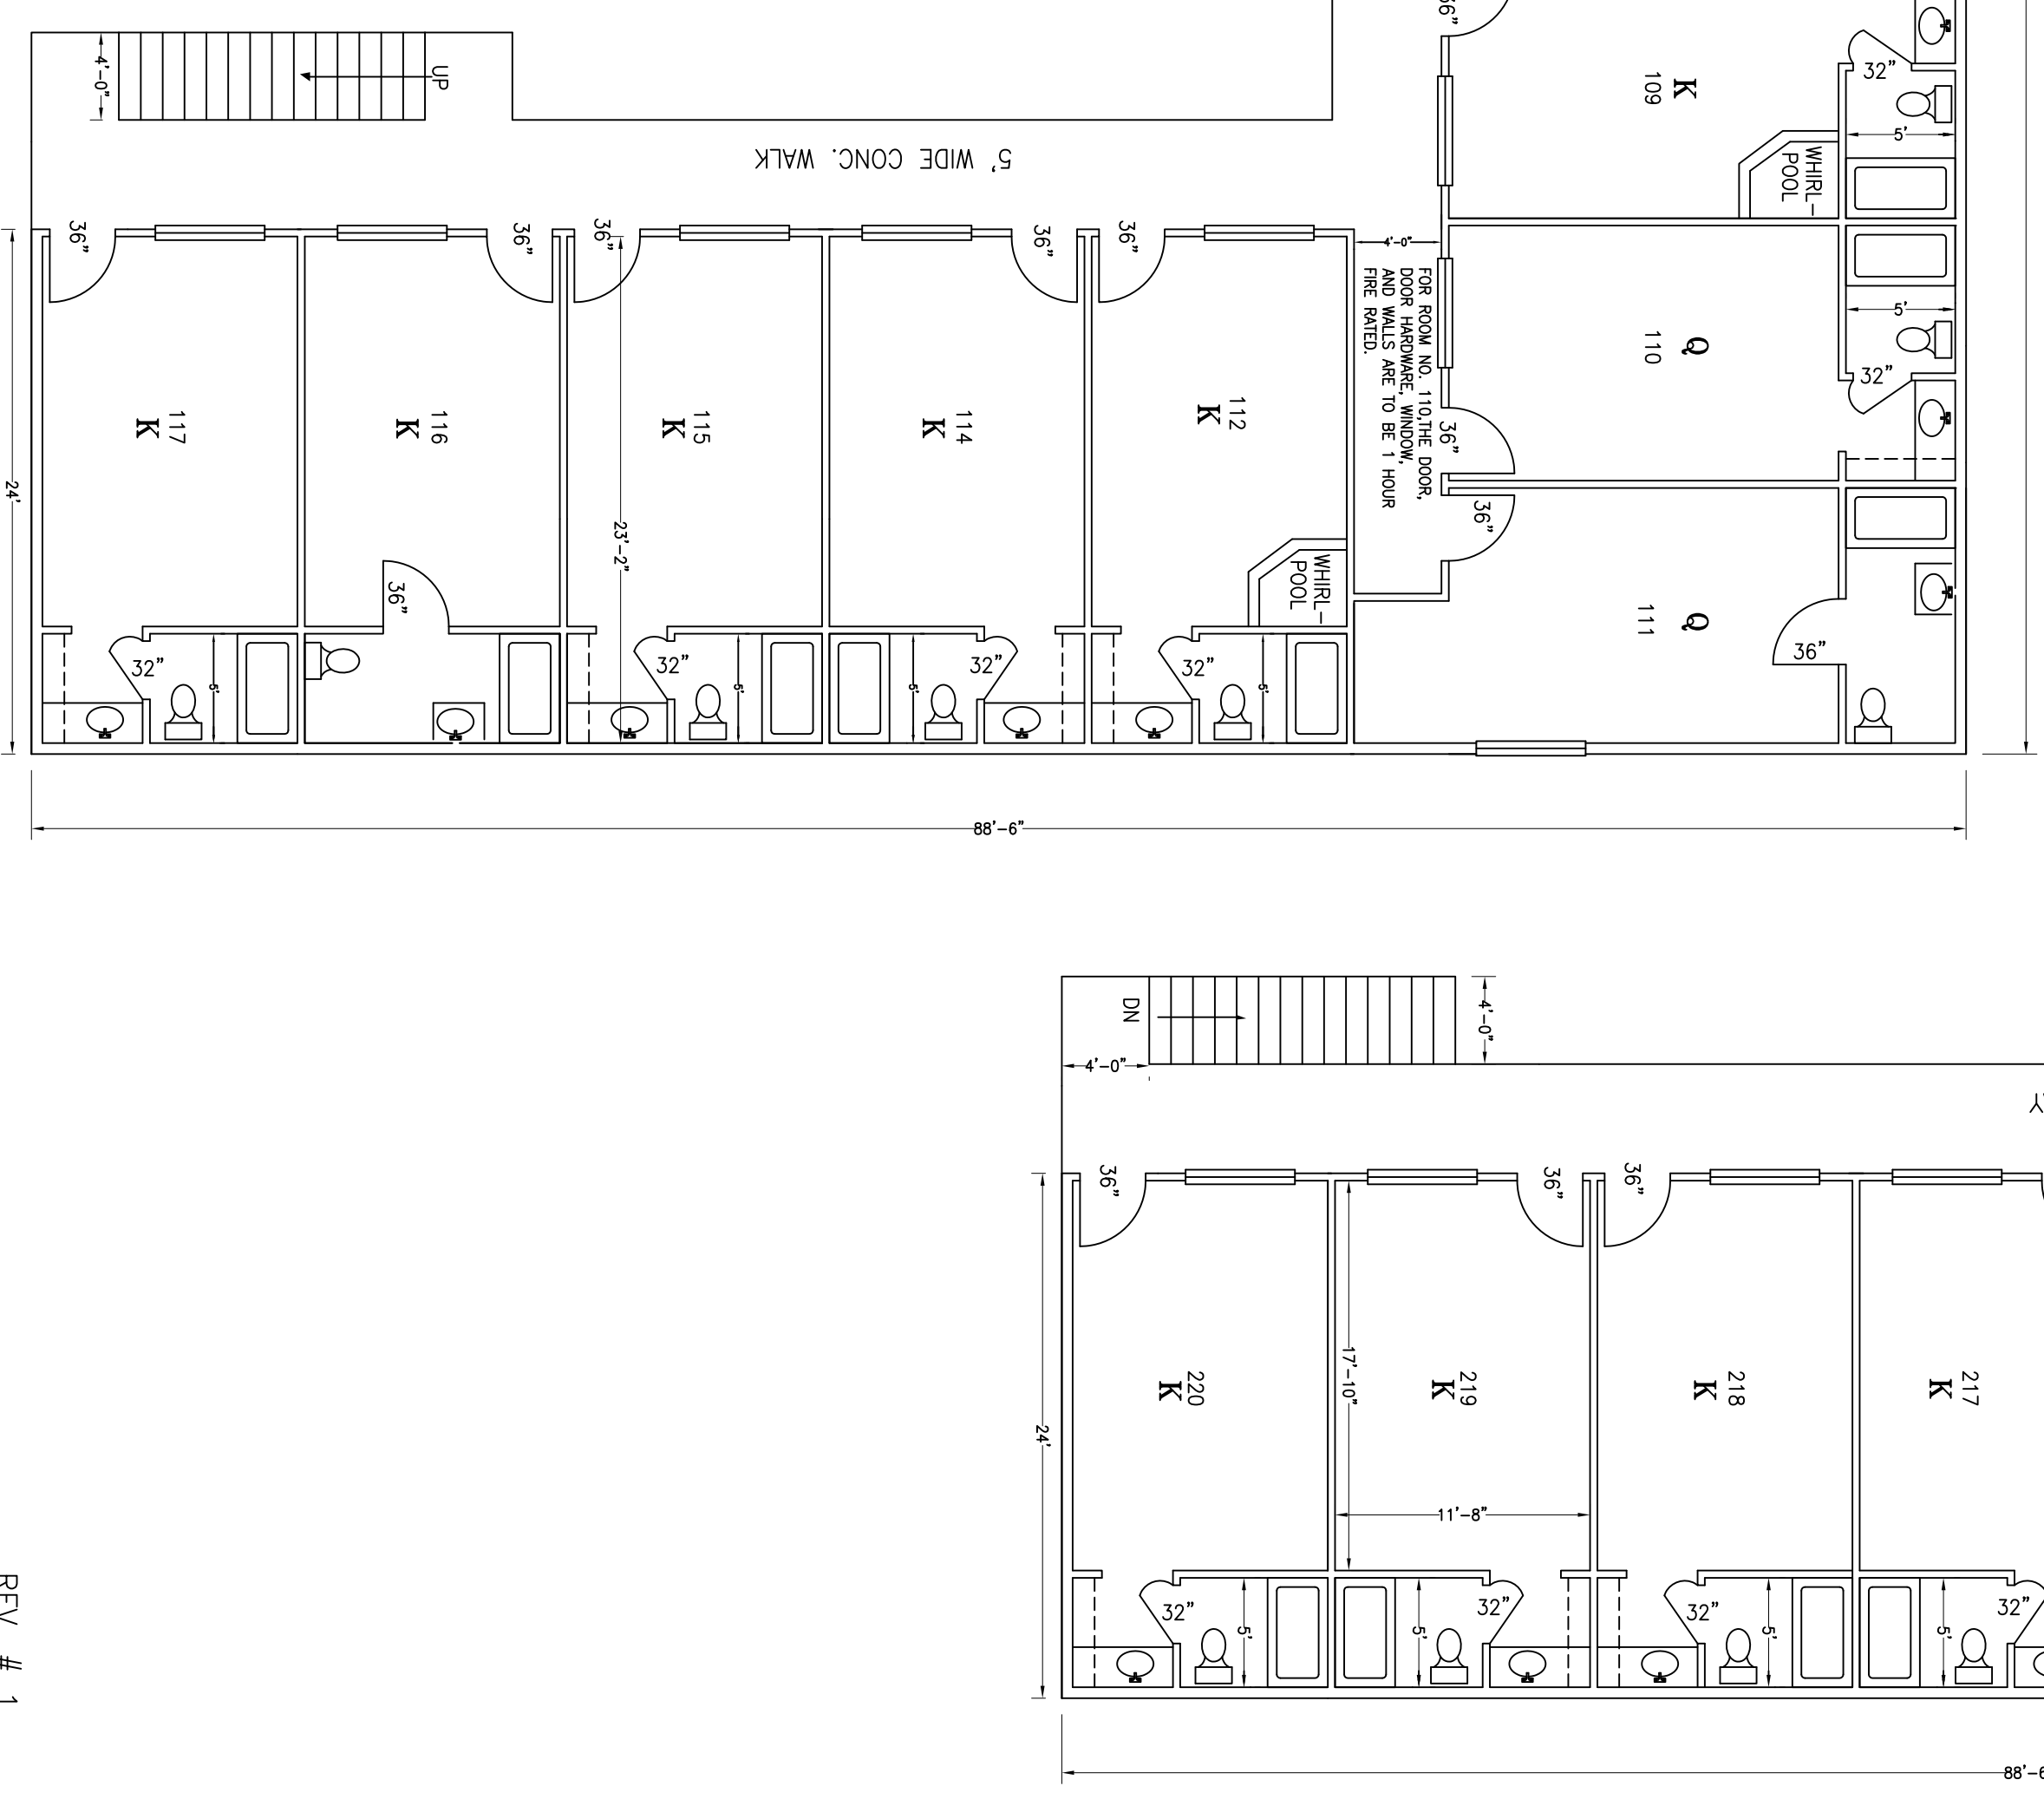 36"
UP
4'-0"
5' WIDE CONC. WALK
K
109
32"
5'
WHIRL-
POOL
5'
32"
Q
110
36"
4'-0"
FOR ROOM NO. 110,THE DOOR,
DOOR HARDWARE, WINDOW,
AND WALLS ARE TO BE 1 HOUR
FIRE RATED.
36"
Q
111
36"
36"
36"
36"
36"
36"
117
K
116
K
115
K
114
K
112
K
24'
23'-2"
36"
WHIRL-
POOL
32"
5'
32"
5'
5'
32"
32"
5'
88'-6"
DN
4'-0"
4'-0"
Y
36"
36"
36"
220
K
219
K
218
K
217
K
17'-10"
24'
11'-8"
32"
5'
5'
32"
32"
5'
5'
32"
REV # 1
88'-6